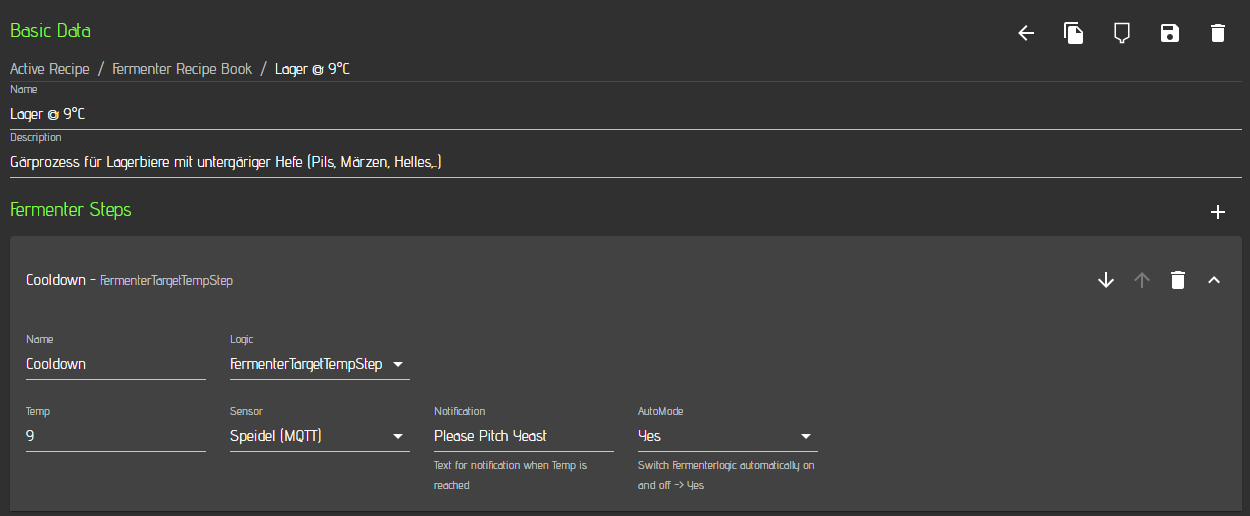 Basic Data
Active Recipe / Fermenter Recipe Book / Lager @ 9°C
Name
Lager @ 9°C
Description
Gärprozess für Lagerbiere mit untergäriger Hefe (Pils, Märzen, Helles,..)
Fermenter Steps
Cooldown - FermenterTargetTempStep
Name Logic
Cooldown FermenterTargetTempStep
Temp Sensor Notification AutoMode
9 Speidel (MQTT) Please Pitch Yeast Yes
Text for notification when Temp is Switch Fermenterlogic automatically on
reached and off -> Yes